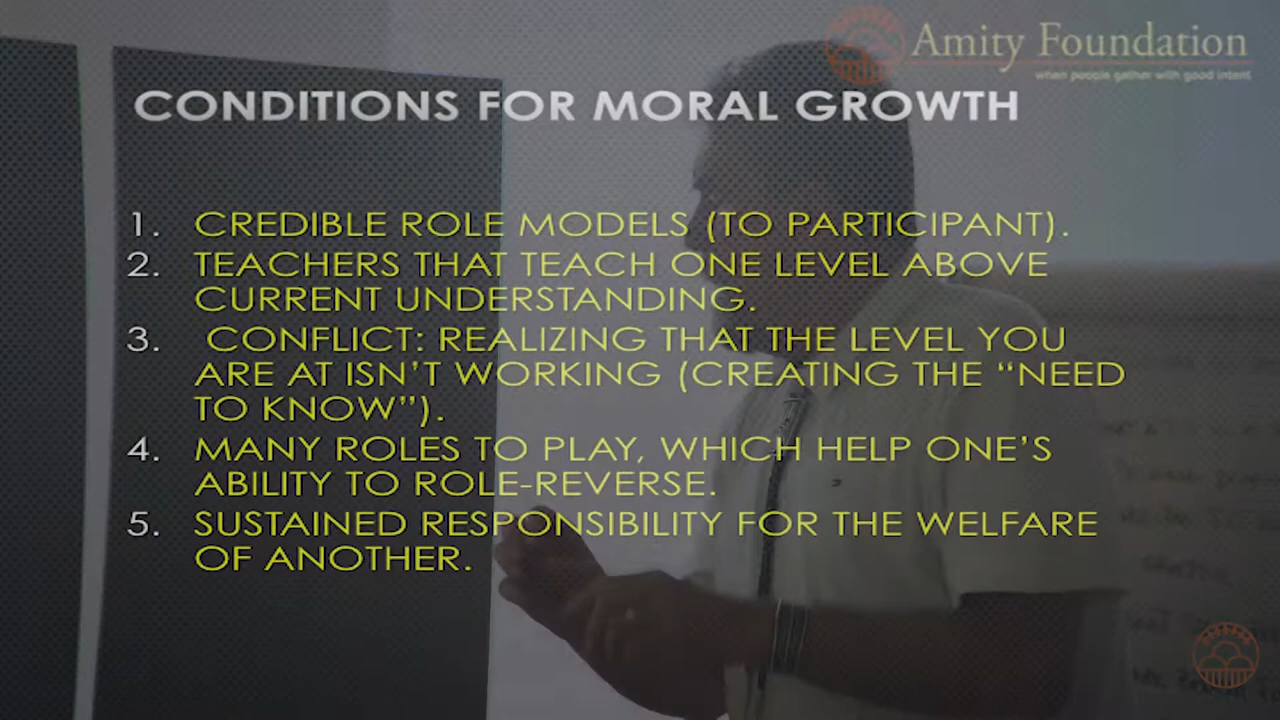 Amity Foundation
when people gather with good intent
CONDITIONS FOR MORAL GROWTH
1. CREDIBLE ROLE MODELS (TO PARTICIPANT).
2. TEACHERS THAT TEACH ONE LEVEL ABOVE
CURRENT UNDERSTANDING.
3. CONFLICT: REALIZING THAT THE LEVEL YOU
ARE AT ISN’T WORKING (CREATING THE “NEED
TO KNOW”).
4. MANY ROLES TO PLAY, WHICH HELP ONE’S
ABILITY TO ROLE-REVERSE.
5. SUSTAINED RESPONSIBILITY FOR THE WELFARE
OF ANOTHER.